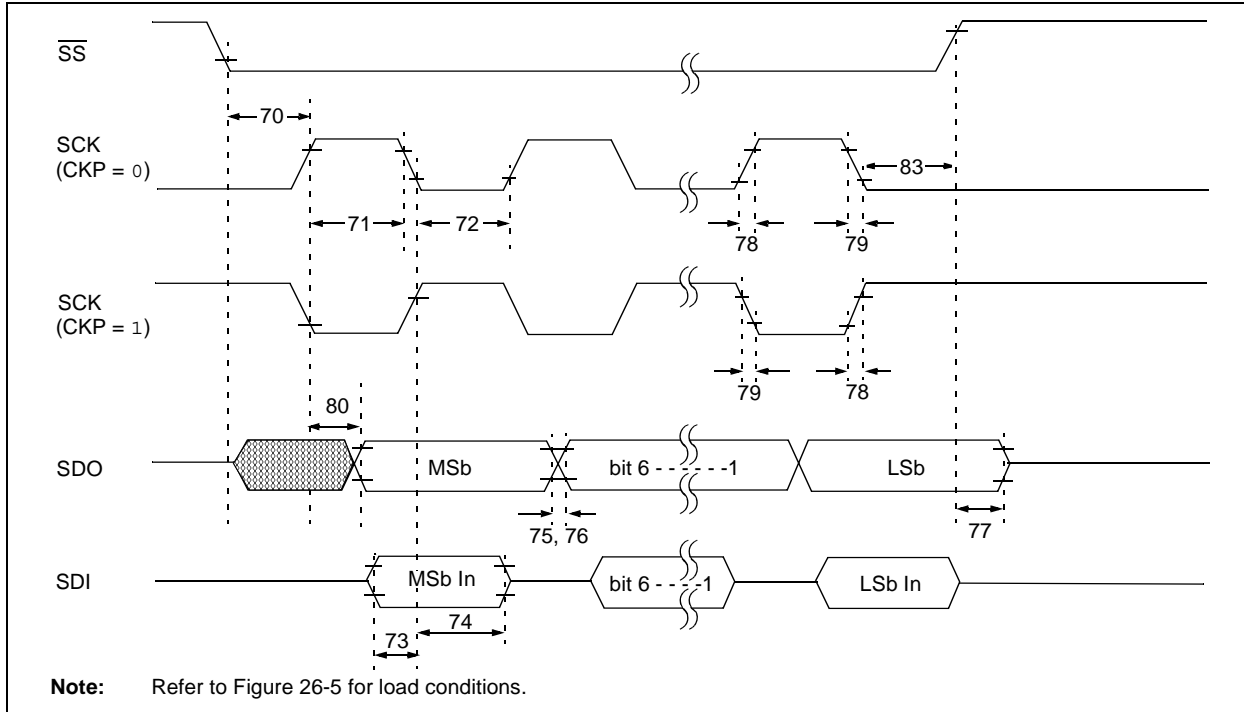 SS
70
SCK
(CKP = 0)
83
71
72
78
79
SCK
(CKP = 1)
79
78
80
SDO
MSb
bit 6 - - - - - -1
LSb
75, 76
77
SDI
MSb In
bit 6 - - - -1
LSb In
74
73
Note: Refer to Figure 26-5 for load conditions.